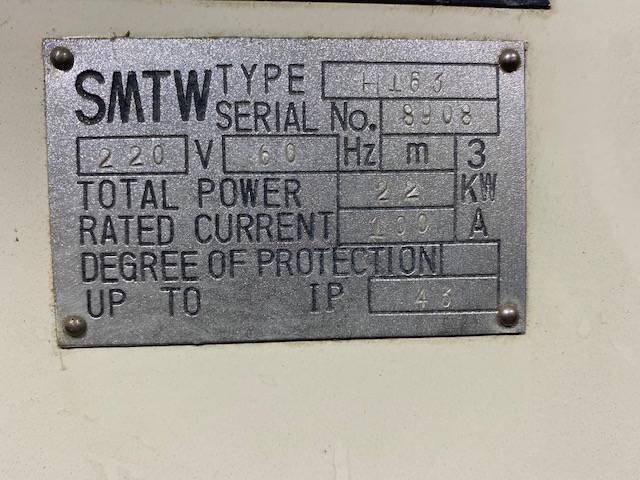 SMTW TYPE H163
SERIAL No. 8908
220 V 60 Hz m 3
TOTAL POWER 22 KW
RATED CURRENT 100 A
DEGREE OF PROTECTION
UP TO IP 43